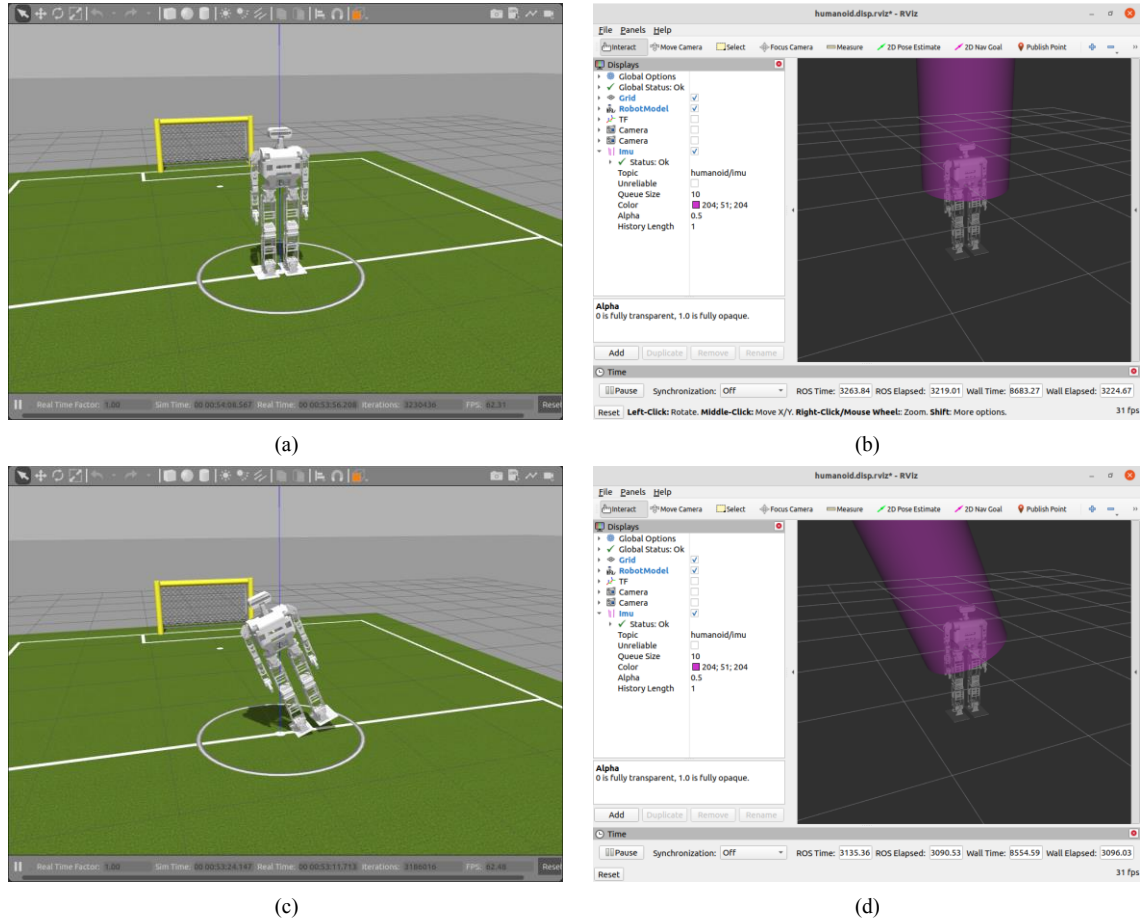 Real Time Factor: 1.00 Sim Time: 00 00:54:08.567 Real Time: 00 00:53:56.208 Iterations: 3230436 FPS: 62.31 Reset
(a)
humanoid.disp.rviz* - RViz
File Panels Help
Interact Move Camera Select Focus Camera Measure 2D Pose Estimate 2D Nav Goal Publish Point
Displays
Global Options
Global Status: Ok
Grid
RobotModel
TF
Camera
Camera
Imu
Status: Ok
Topic humanoid/imu
Unreliable
Queue Size 10
Color 204; 51; 204
Alpha 0.5
History Length 1
Alpha
0 is fully transparent, 1.0 is fully opaque.
Add Duplicate Remove Rename
Time
Pause Synchronization: Off ROS Time: 3263.84 ROS Elapsed: 3219.01 Wall Time: 8683.27 Wall Elapsed: 3224.67
Reset Left-Click: Rotate. Middle-Click: Move X/Y. Right-Click/Mouse Wheel:: Zoom. Shift: More options. 31 fps
(b)
Real Time Factor: 1.00 Sim Time: 00 00:53:24.147 Real Time: 00 00:53:11.713 Iterations: 3186016 FPS: 62.48 Reset
(c)
humanoid.disp.rviz* - RViz
File Panels Help
Interact Move Camera Select Focus Camera Measure 2D Pose Estimate 2D Nav Goal Publish Point
Displays
Global Options
Global Status: Ok
Grid
RobotModel
TF
Camera
Camera
Imu
Status: Ok
Topic humanoid/imu
Unreliable
Queue Size 10
Color 204; 51; 204
Alpha 0.5
History Length 1
Alpha
0 is fully transparent, 1.0 is fully opaque.
Add Duplicate Remove Rename
Time
Pause Synchronization: Off ROS Time: 3135.36 ROS Elapsed: 3090.53 Wall Time: 8554.59 Wall Elapsed: 3096.03
Reset 31 fps
(d)